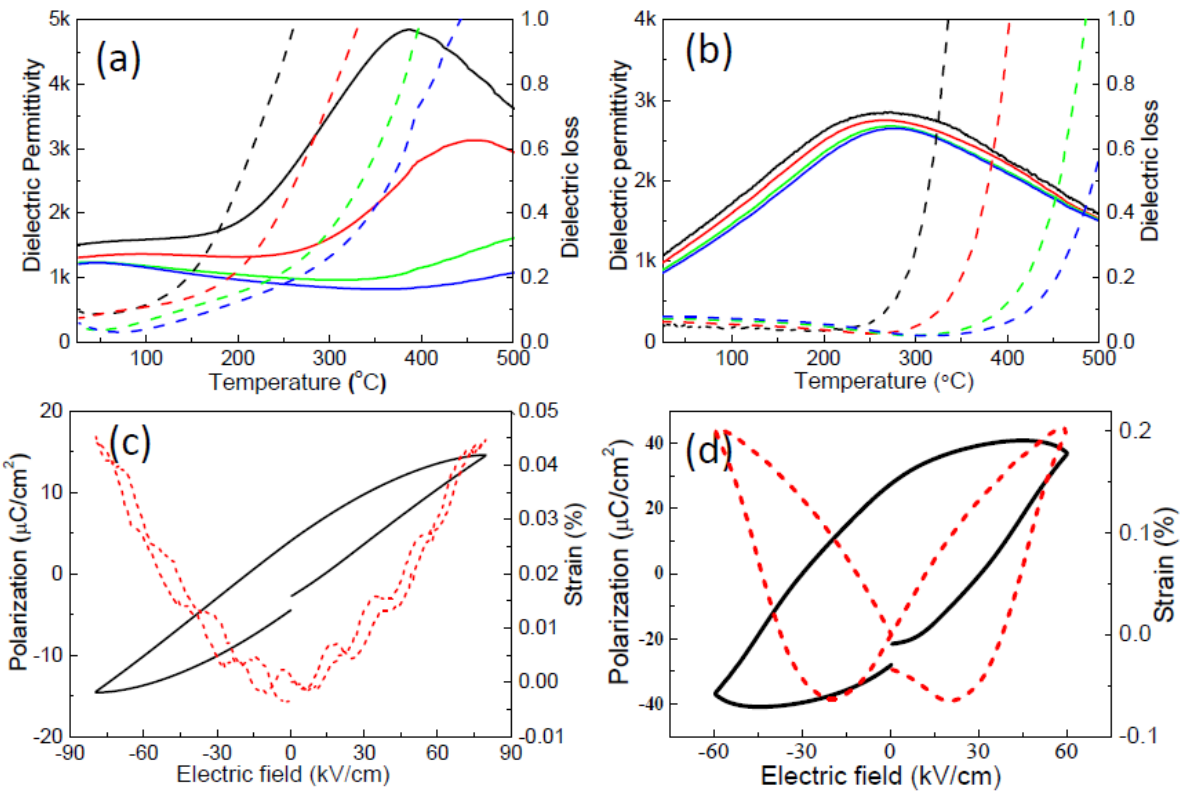 (a)
5k
4k
3k
2k
1k
0
1.0
0.8
0.6
0.4
0.2
0.0
100 200 300 400 500
Dielectric Permittivity
Dielectric loss
Temperature (°C)
(b)
4k
3k
2k
1k
0
1.0
0.8
0.6
0.4
0.2
0.0
100 200 300 400 500
Dielectric permittivity
Dielectric loss
Temperature (°C)
(c)
20
10
0
-10
-20
0.05
0.04
0.03
0.02
0.01
0.00
-0.01
-90 -60 -30 0 30 60 90
Polarization (μC/cm²)
Strain (%)
Electric field (kV/cm)
(d)
40
20
0
-20
-40
0.2
0.1
0.0
-0.1
-60 -30 0 30 60
Polarization (μC/cm²)
Strain (%)
Electric field (kV/cm)